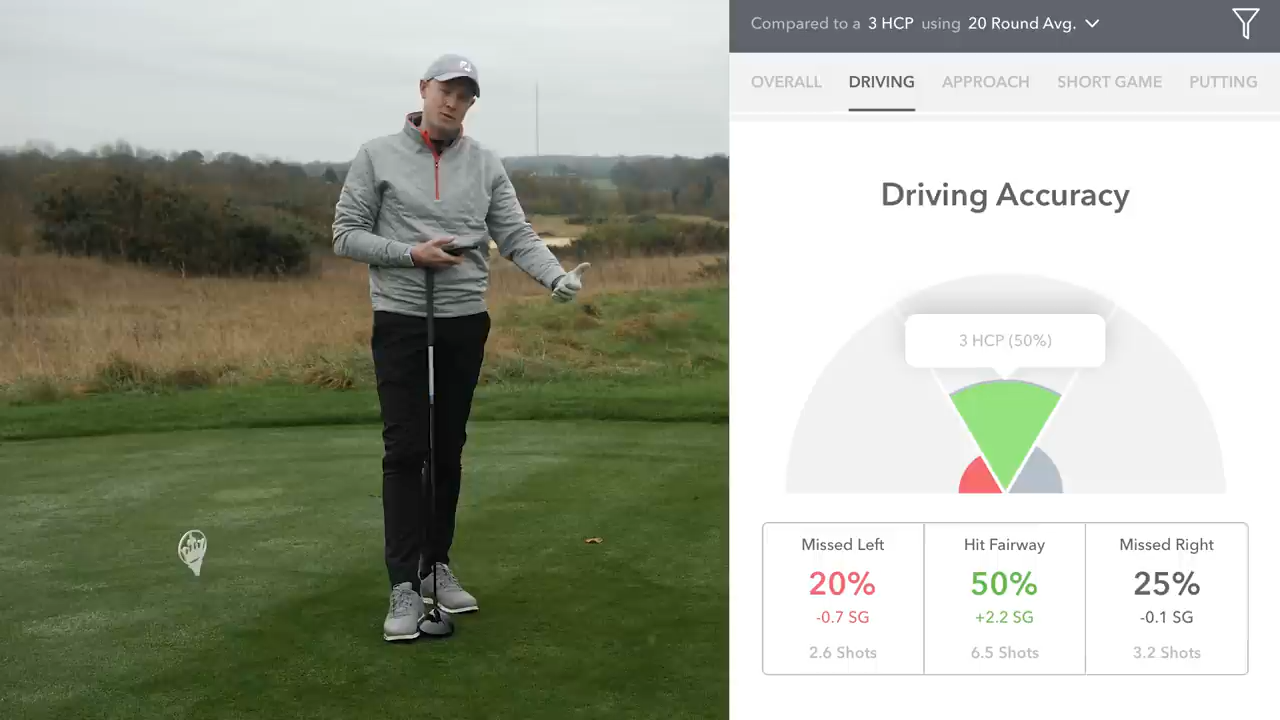 Compared to a 3 HCP using 20 Round Avg.
OVERALL DRIVING APPROACH SHORT GAME PUTTING
Driving Accuracy
3 HCP (50%)
Missed Left Hit Fairway Missed Right
20% 50% 25%
-0.7 SG +2.2 SG -0.1 SG
2.6 Shots 6.5 Shots 3.2 Shots